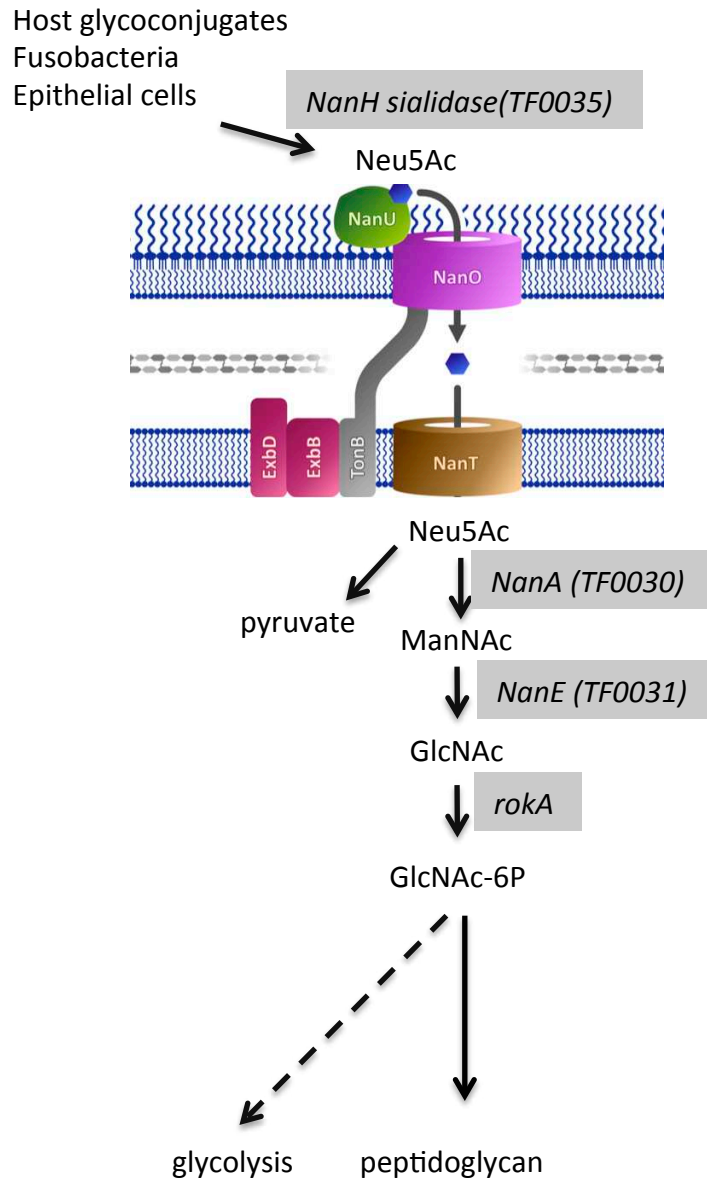 Host glycoconjugates
Fusobacteria
Epithelial cells
NanH sialidase(TF0035)
Neu5Ac
NanU
NanO
ExbD
ExbB
TonB
NanT
Neu5Ac
NanA (TF0030)
pyruvate
ManNAc
NanE (TF0031)
GlcNAc
rokA
GlcNAc-6P
glycolysis
peptidoglycan